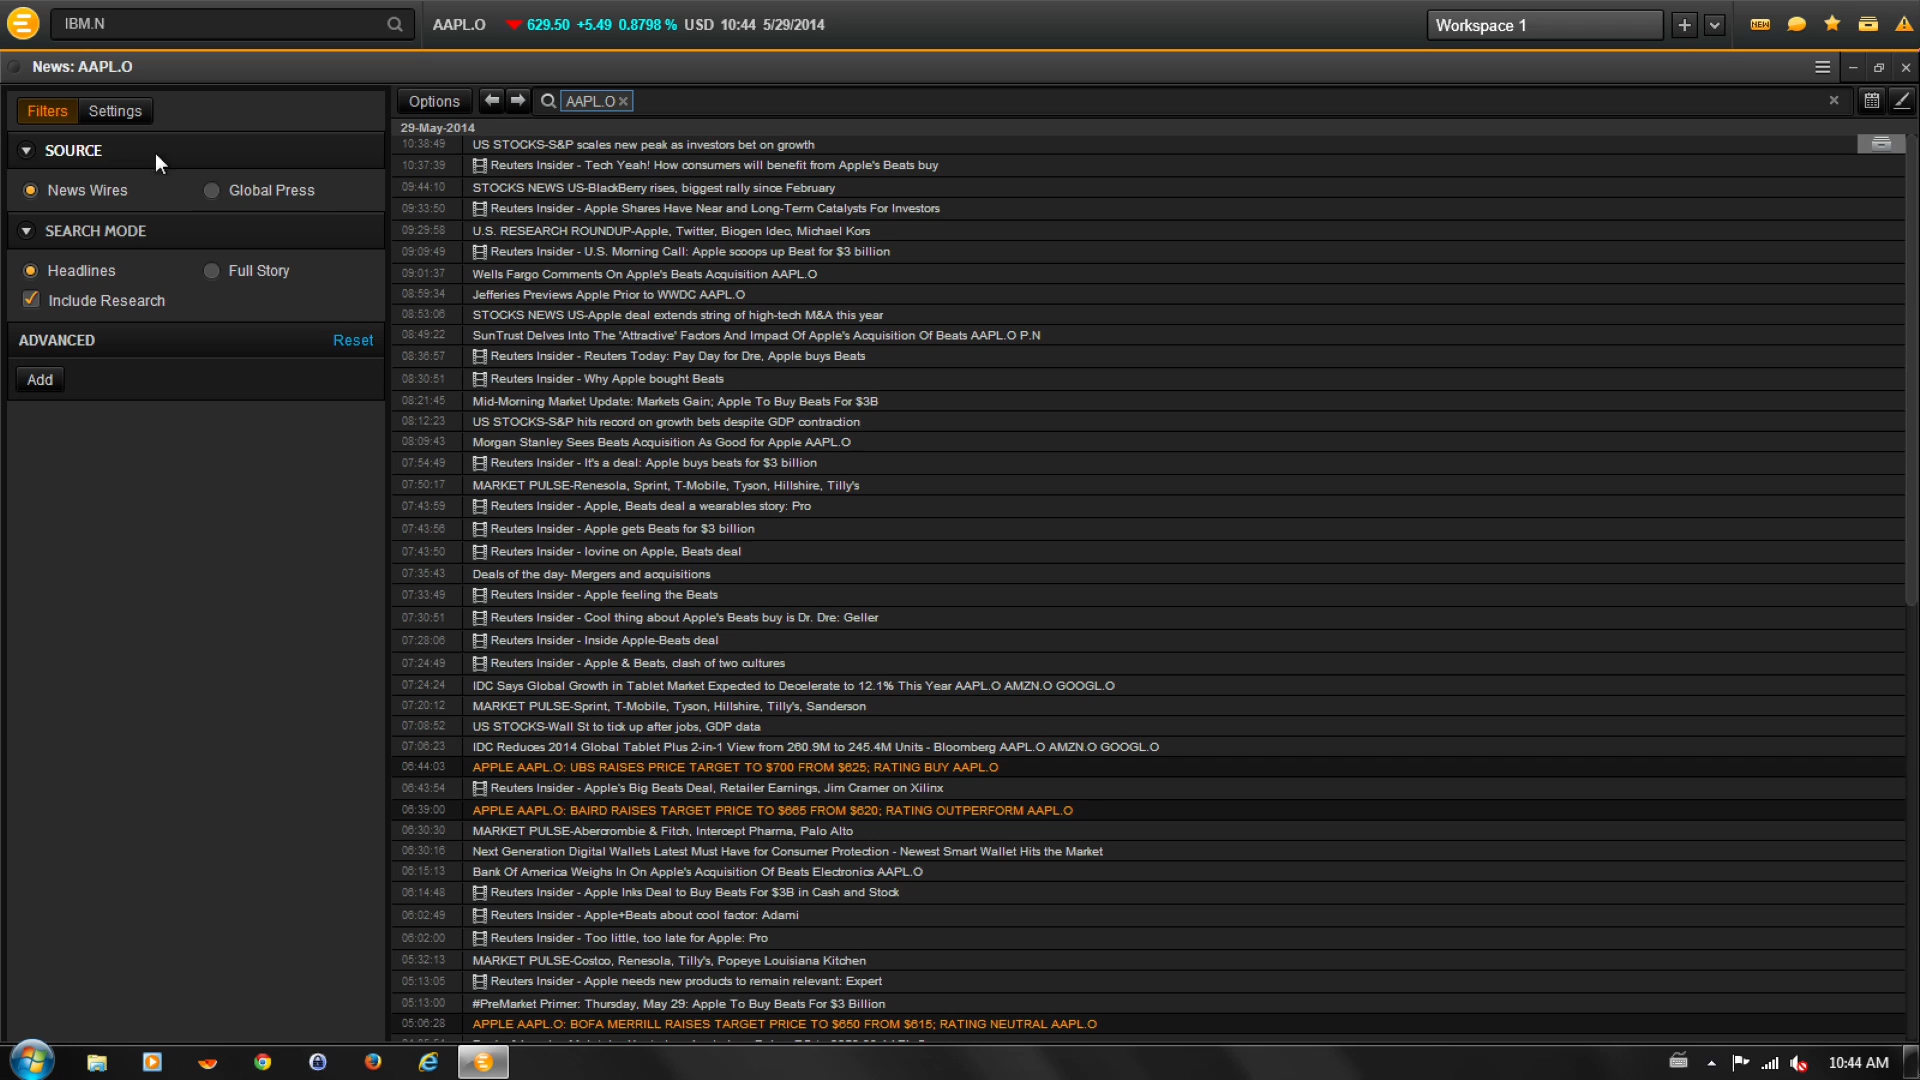 IBM.N
AAPL.O 629.50 +5.49 0.8798 % USD 10:44 5/29/2014
Workspace 1
NEW
News: AAPL.O
Filters Settings
SOURCE
News Wires Global Press
SEARCH MODE
Headlines Full Story
Include Research
ADVANCED Reset
Add
Options AAPL.O
29-May-2014
10:38:49 US STOCKS-S&P scales new peak as investors bet on growth
10:37:39 Reuters Insider - Tech Yeah! How consumers will benefit from Apple's Beats buy
09:44:10 STOCKS NEWS US-BlackBerry rises, biggest rally since February
09:33:50 Reuters Insider - Apple Shares Have Near and Long-Term Catalysts For Investors
09:29:58 U.S. RESEARCH ROUNDUP-Apple, Twitter, Biogen Idec, Michael Kors
09:09:49 Reuters Insider - U.S. Morning Call: Apple scoops up Beat for $3 billion
09:01:37 Wells Fargo Comments On Apple's Beats Acquisition AAPL.O
08:59:34 Jefferies Previews Apple Prior to WWDC AAPL.O
08:53:06 STOCKS NEWS US-Apple deal extends string of high-tech M&A this year
08:49:22 SunTrust Delves Into The 'Attractive' Factors And Impact Of Apple's Acquisition Of Beats AAPL.O P.N
08:36:57 Reuters Insider - Reuters Today: Pay Day for Dre, Apple buys Beats
08:30:51 Reuters Insider - Why Apple bought Beats
08:21:45 Mid-Morning Market Update: Markets Gain; Apple To Buy Beats For $3B
08:12:23 US STOCKS-S&P hits record on growth bets despite GDP contraction
08:09:43 Morgan Stanley Sees Beats Acquisition As Good for Apple AAPL.O
07:54:49 Reuters Insider - It's a deal: Apple buys beats for $3 billion
07:50:17 MARKET PULSE-Renesola, Sprint, T-Mobile, Tyson, Hillshire, Tilly's
07:43:59 Reuters Insider - Apple, Beats deal a wearables story: Pro
07:43:56 Reuters Insider - Apple gets Beats for $3 billion
07:43:50 Reuters Insider - Iovine on Apple, Beats deal
07:35:43 Deals of the day- Mergers and acquisitions
07:33:49 Reuters Insider - Apple feeling the Beats
07:30:51 Reuters Insider - Cool thing about Apple's Beats buy is Dr. Dre: Geller
07:28:06 Reuters Insider - Inside Apple-Beats deal
07:24:49 Reuters Insider - Apple & Beats, clash of two cultures
07:24:24 IDC Says Global Growth in Tablet Market Expected to Decelerate to 12.1% This Year AAPL.O AMZN.O GOOGL.O
07:20:12 MARKET PULSE-Sprint, T-Mobile, Tyson, Hillshire, Tilly's, Sanderson
07:08:52 US STOCKS-Wall St to tick up after jobs, GDP data
07:06:23 IDC Reduces 2014 Global Tablet Plus 2-in-1 View from 260.9M to 245.4M Units - Bloomberg AAPL.O AMZN.O GOOGL.O
06:44:03 APPLE AAPL.O: UBS RAISES PRICE TARGET TO $700 FROM $625; RATING BUY AAPL.O
06:43:54 Reuters Insider - Apple's Big Beats Deal, Retailer Earnings, Jim Cramer on Xilinx
06:39:00 APPLE AAPL.O: BAIRD RAISES TARGET PRICE TO $665 FROM $620; RATING OUTPERFORM AAPL.O
06:30:30 MARKET PULSE-Abercrombie & Fitch, Intercept Pharma, Palo Alto
06:30:16 Next Generation Digital Wallets Latest Must Have for Consumer Protection - Newest Smart Wallet Hits the Market
06:15:13 Bank Of America Weighs In On Apple's Acquisition Of Beats Electronics AAPL.O
06:14:48 Reuters Insider - Apple Inks Deal to Buy Beats For $3B in Cash and Stock
06:02:49 Reuters Insider - Apple+Beats about cool factor: Adami
06:02:00 Reuters Insider - Too little, too late for Apple: Pro
05:32:13 MARKET PULSE-Costco, Renesola, Tilly's, Popeye Louisiana Kitchen
05:13:05 Reuters Insider - Apple needs new products to remain relevant: Expert
05:13:00 #PreMarket Primer: Thursday, May 29: Apple To Buy Beats For $3 Billion
05:06:28 APPLE AAPL.O: BOFA MERRILL RAISES TARGET PRICE TO $650 FROM $615; RATING NEUTRAL AAPL.O
10:44 AM